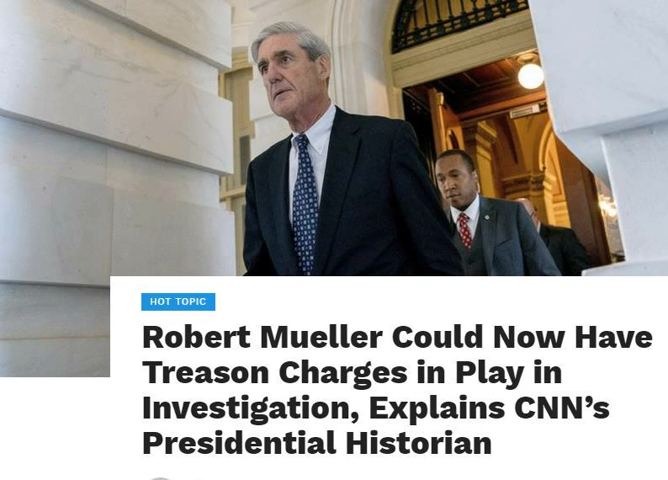 HOT TOPIC
Robert Mueller Could Now Have
Treason Charges in Play in
Investigation, Explains CNN’s
Presidential Historian